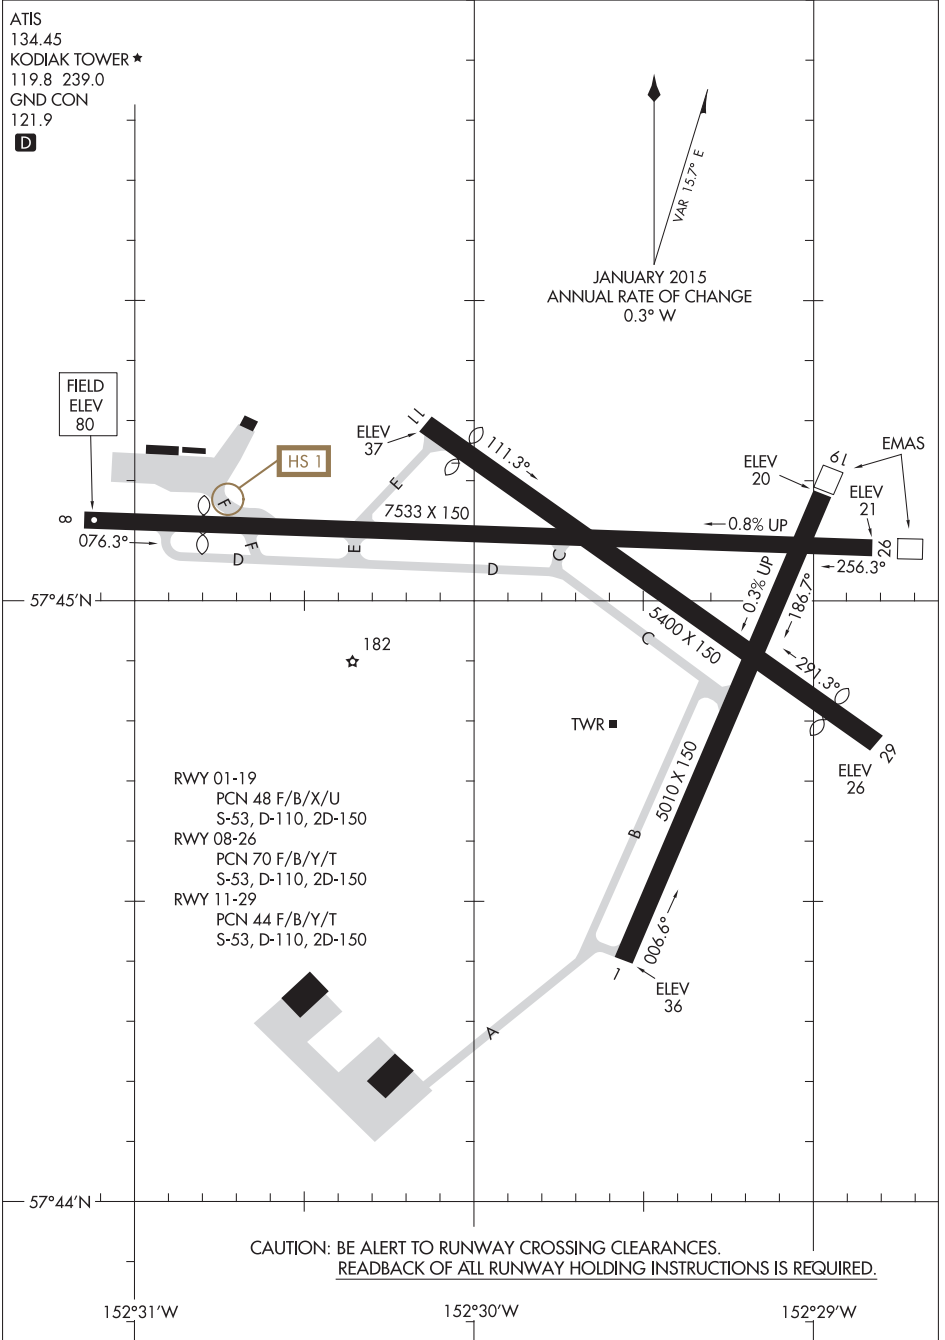 ATIS
134.45
KODIAK TOWER ★
119.8 239.0
GND CON
121.9
D
VAR 15.7° E
JANUARY 2015
ANNUAL RATE OF CHANGE
0.3° W
FIELD
ELEV
80
HS 1
ELEV
37
11
111.3°
EMAS
ELEV
20
19
ELEV
21
F
E
7533 X 150
0.8% UP
8
076.3°
F
D
E
D
C
26
256.3°
0.3% UP
186.7°
57°45'N
182
C
5400 X 150
291.3°
TWR
29
ELEV
26
5010 X 150
B
RWY 01-19
PCN 48 F/B/X/U
S-53, D-110, 2D-150
RWY 08-26
PCN 70 F/B/Y/T
S-53, D-110, 2D-150
RWY 11-29
PCN 44 F/B/Y/T
S-53, D-110, 2D-150
006.6°
1
ELEV
36
A
57°44'N
CAUTION: BE ALERT TO RUNWAY CROSSING CLEARANCES.
READBACK OF ALL RUNWAY HOLDING INSTRUCTIONS IS REQUIRED.
152°31'W
152°30'W
152°29'W